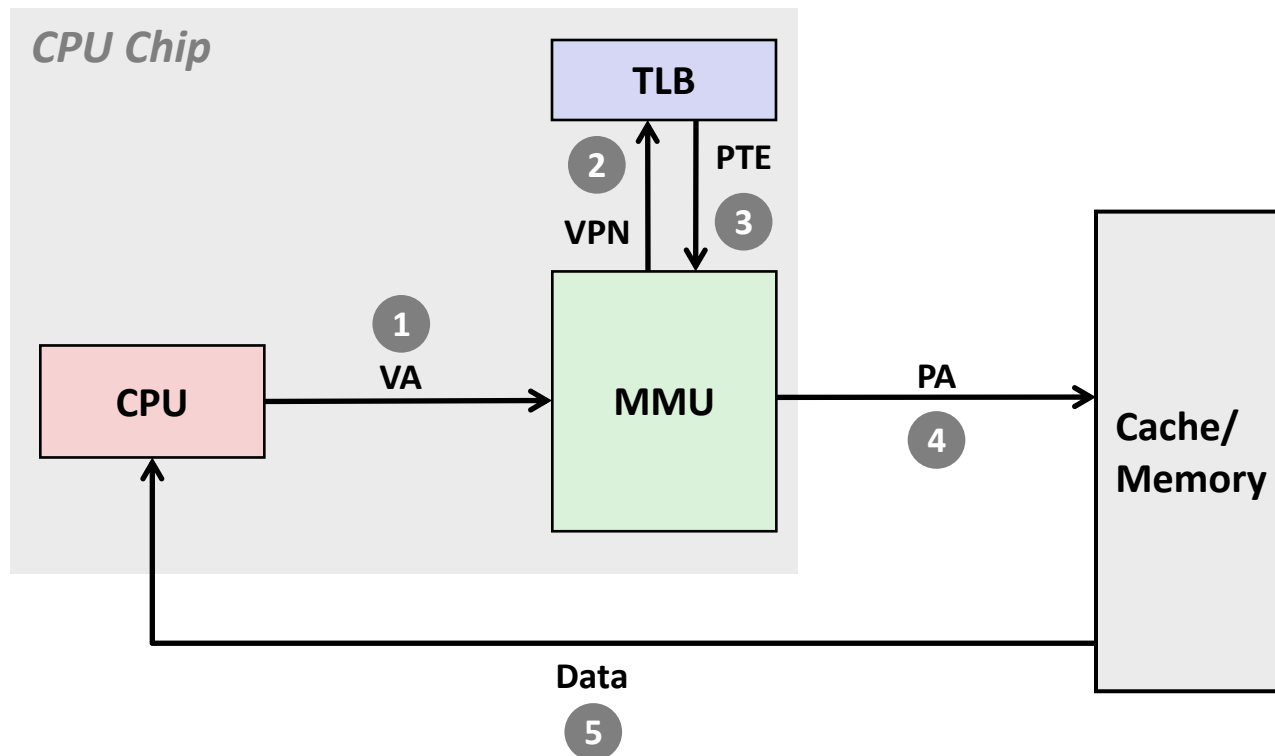 CPU Chip
TLB
2
PTE
VPN
3
1
VA
CPU
MMU
PA
4
Cache/
Memory
Data
5